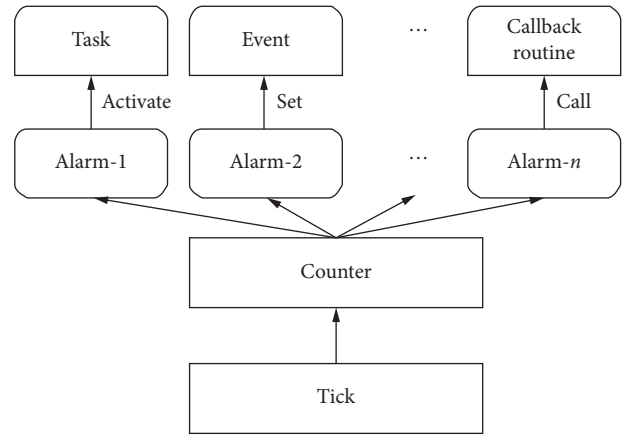 Task
Event
...
Callback
routine
Activate
Set
Call
Alarm-1
Alarm-2
...
Alarm-n
Counter
Tick